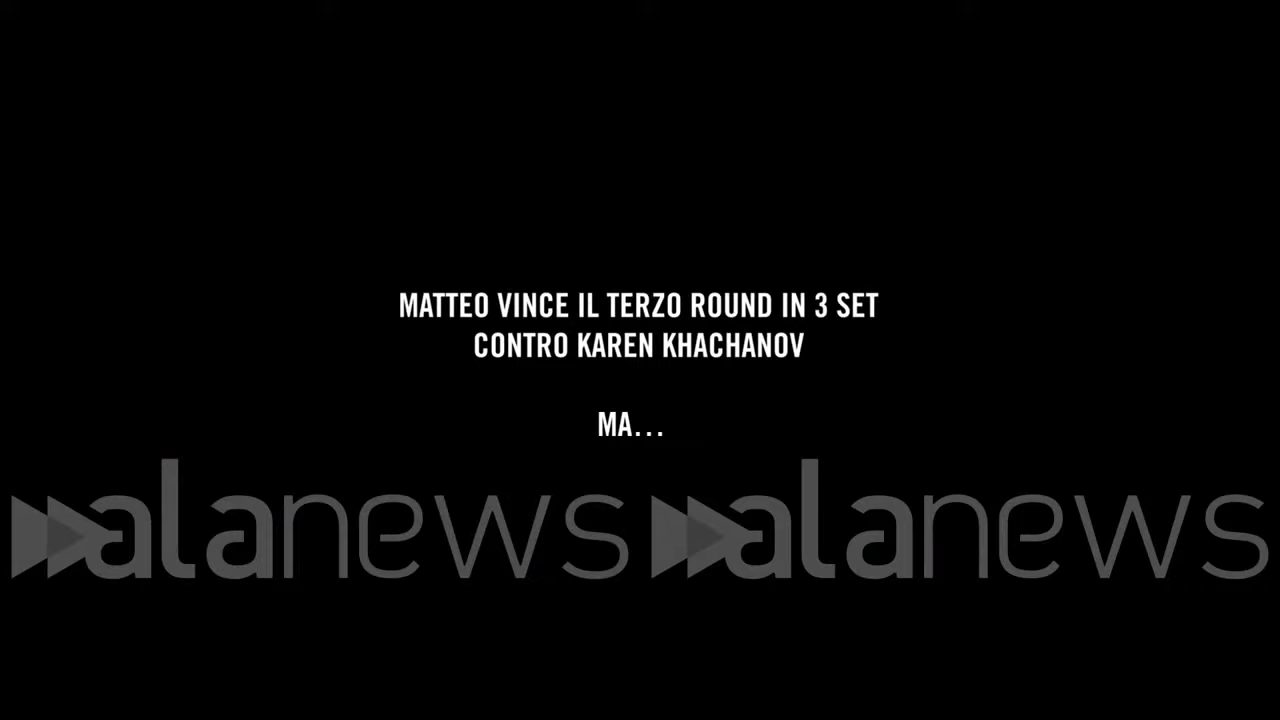 MATTEO VINCE IL TERZO ROUND IN 3 SET
CONTRO KAREN KHACHANOV
MA...
alanews alanews